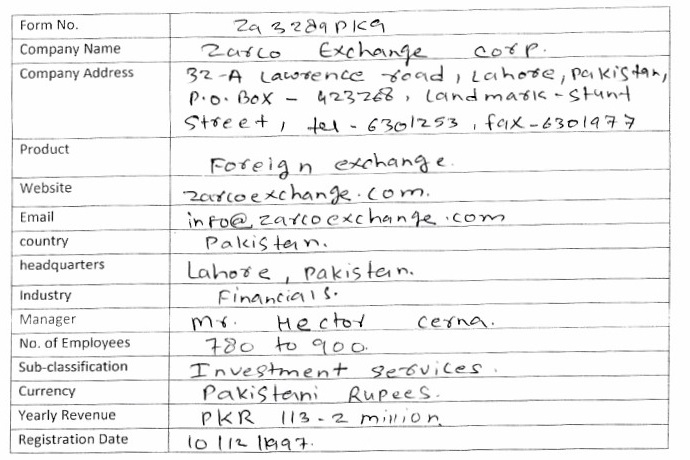 Form No. Za3289PK9
Company Name Zarco Exchange corp.
Company Address 32-A Lawrence road, Lahore, Pakistan,
P.O. Box - 423268, landmark - Stunt
Street, tel - 6301253, fax - 6301977
Product Foreign exchange.
Website zarcoexchange.com.
Email info@zarcoexchange.com
country Pakistan.
headquarters Lahore, Pakistan.
Industry Financials.
Manager Mr. Hector cerna.
No. of Employees 780 to 900.
Sub-classification Investment services.
Currency Pakistani Rupees.
Yearly Revenue PKR 113.2 million
Registration Date 10/12/1997.